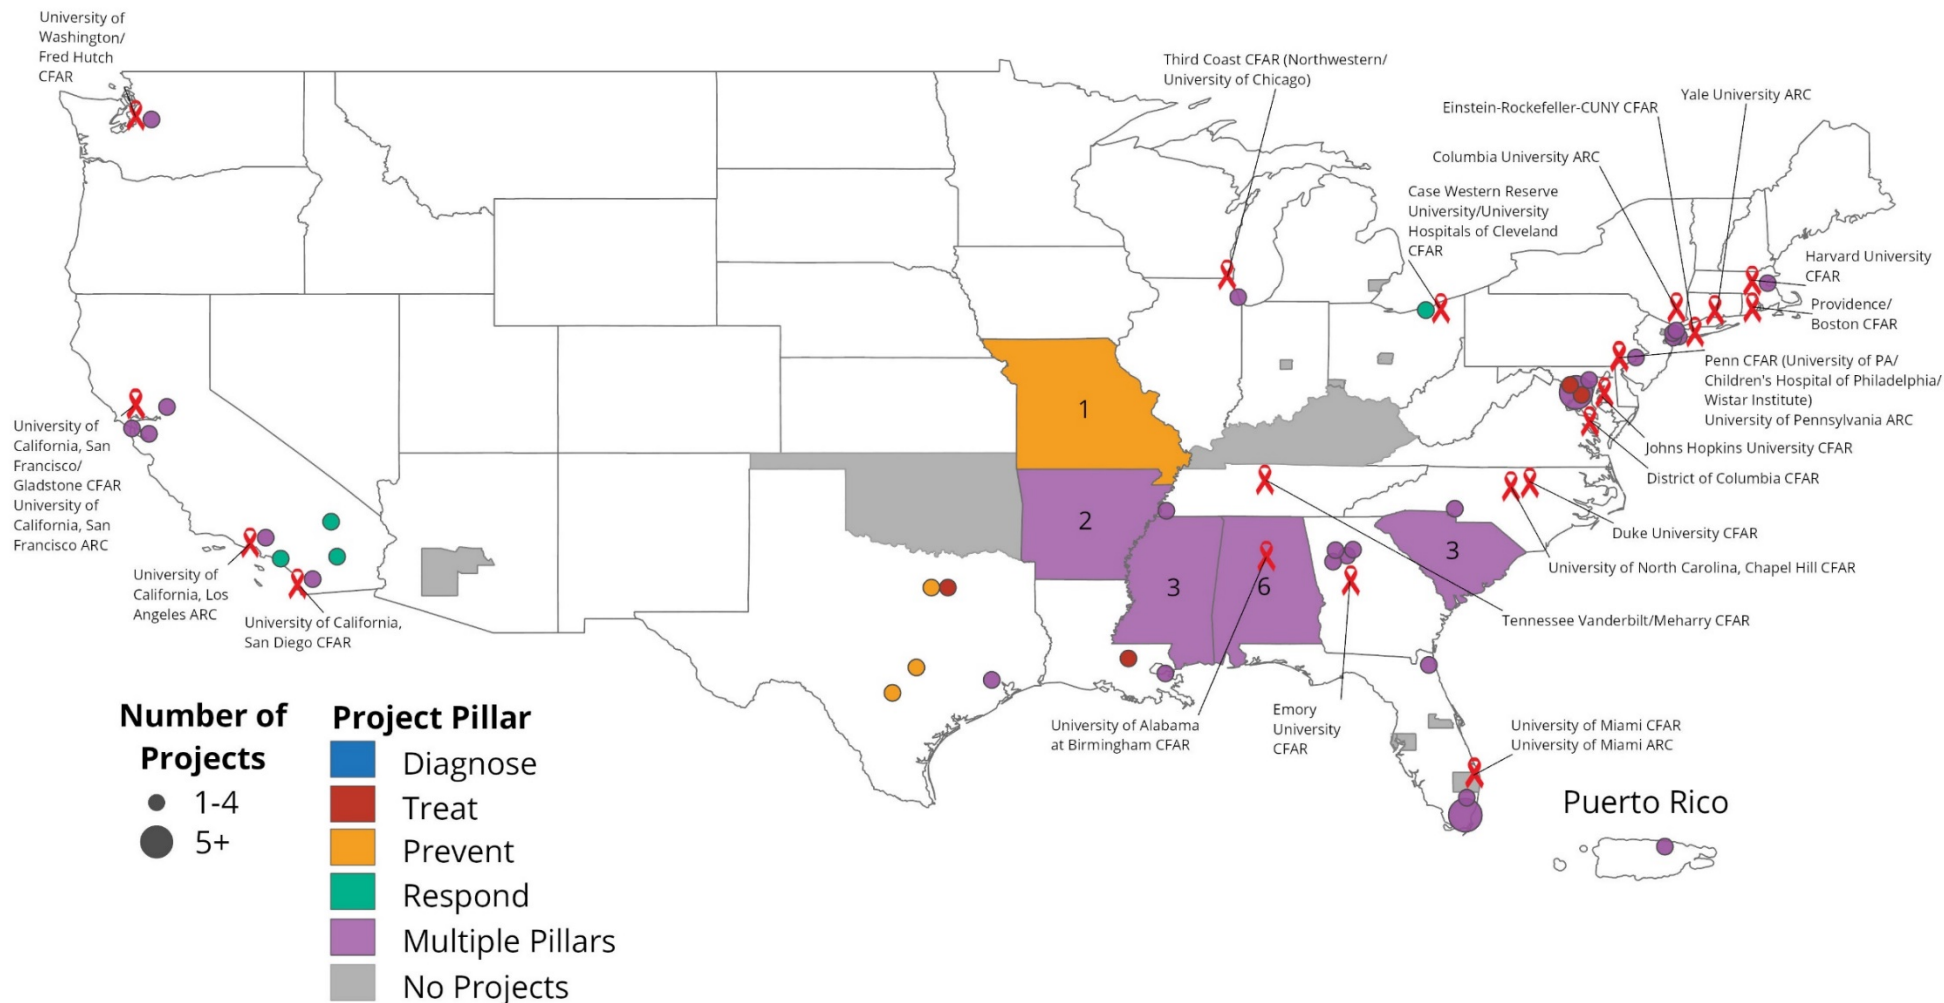 University of
Washington/
Fred Hutch
CFAR
Third Coast CFAR (Northwestern/
University of Chicago)
Yale University ARC
Einstein-Rockefeller-CUNY CFAR
Columbia University ARC
Case Western Reserve
University/University
Hospitals of Cleveland
CFAR
Harvard University
CFAR
Providence/
Boston CFAR
Penn CFAR (University of PA/
Children's Hospital of Philadelphia/
Wistar Institute)
University of Pennsylvania ARC
Johns Hopkins University CFAR
District of Columbia CFAR
Duke University CFAR
University of North Carolina, Chapel Hill CFAR
Tennessee Vanderbilt/Meharry CFAR
University of
California, San
Francisco/
Gladstone CFAR
University of
California, San
Francisco ARC
University of
California, Los
Angeles ARC
University of California,
San Diego CFAR
1
2
3
6
3
University of Alabama
at Birmingham CFAR
Emory
University
CFAR
University of Miami CFAR
University of Miami ARC
Puerto Rico
Number of
Projects
1-4
5+
Project Pillar
Diagnose
Treat
Prevent
Respond
Multiple Pillars
No Projects